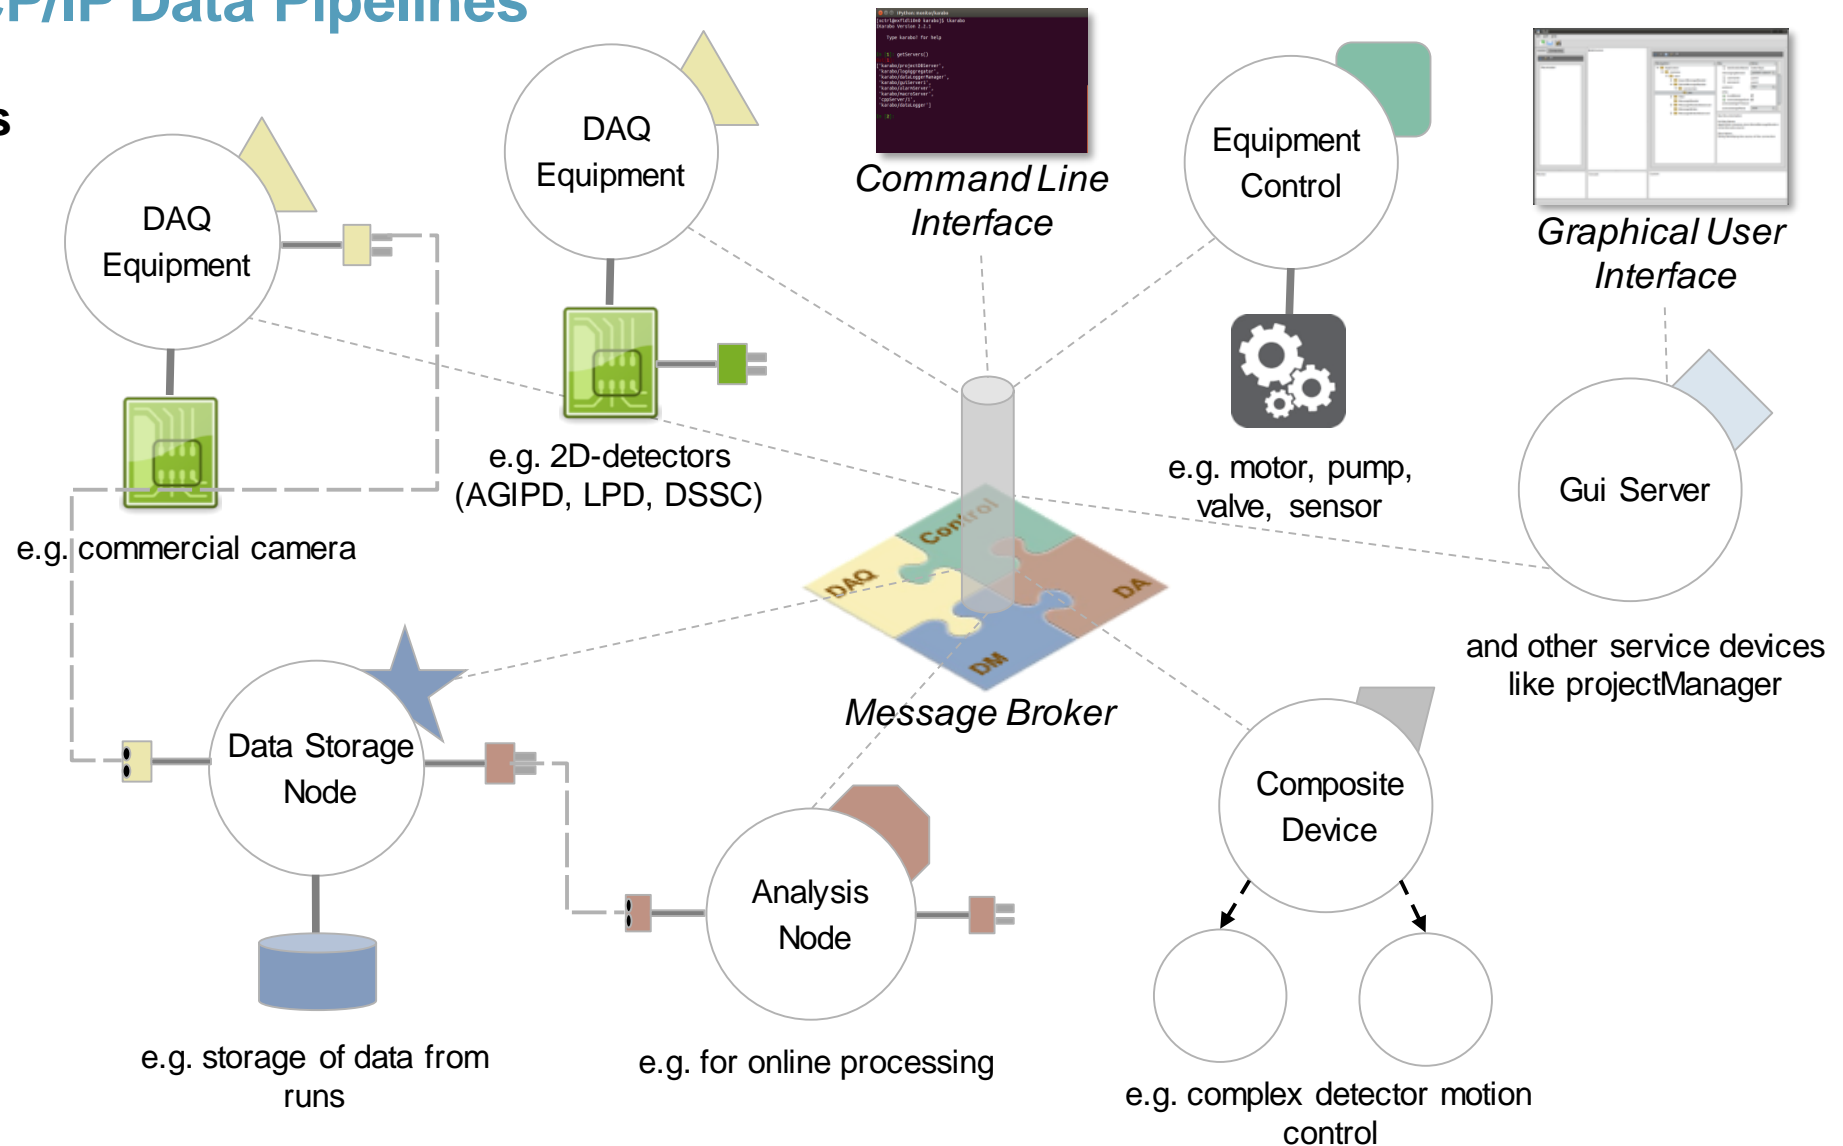 CP/IP Data Pipelines
s
DAQ
Equipment
e.g. commercial camera
DAQ
Equipment
e.g. 2D-detectors
(AGIPD, LPD, DSSC)
Command Line
Interface
Equipment
Control
e.g. motor, pump,
valve, sensor
Graphical User
Interface
Gui Server
and other service devices
like projectManager
Control
DAQ
DA
DM
Message Broker
Data Storage
Node
e.g. storage of data from
runs
Analysis
Node
e.g. for online processing
Composite
Device
e.g. complex detector motion
control